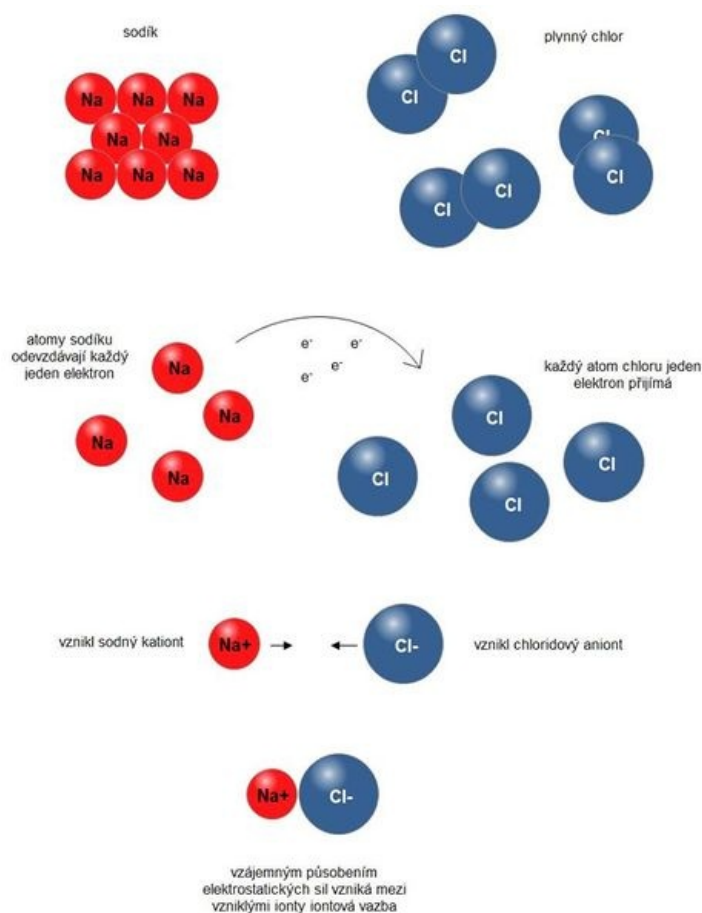 sodík
plynný chlor
Na Na Na
Na Na
Na Na Na
Cl
Cl
Cl
Cl
Cl
Cl
atomy sodíku
odevzdávají každý
jeden elektron
Na
Na
Na
Na
e- e-
e-
e-
každý atom chloru jeden
elektron přijímá
Cl
Cl
Cl
Cl
vznikl sodný kationt
Na+
Cl-
vznikl chloridový aniont
Na+
Cl-
vzájemným působením
elektrostatických sil vzniká mezi
vzniklými ionty iontová vazba